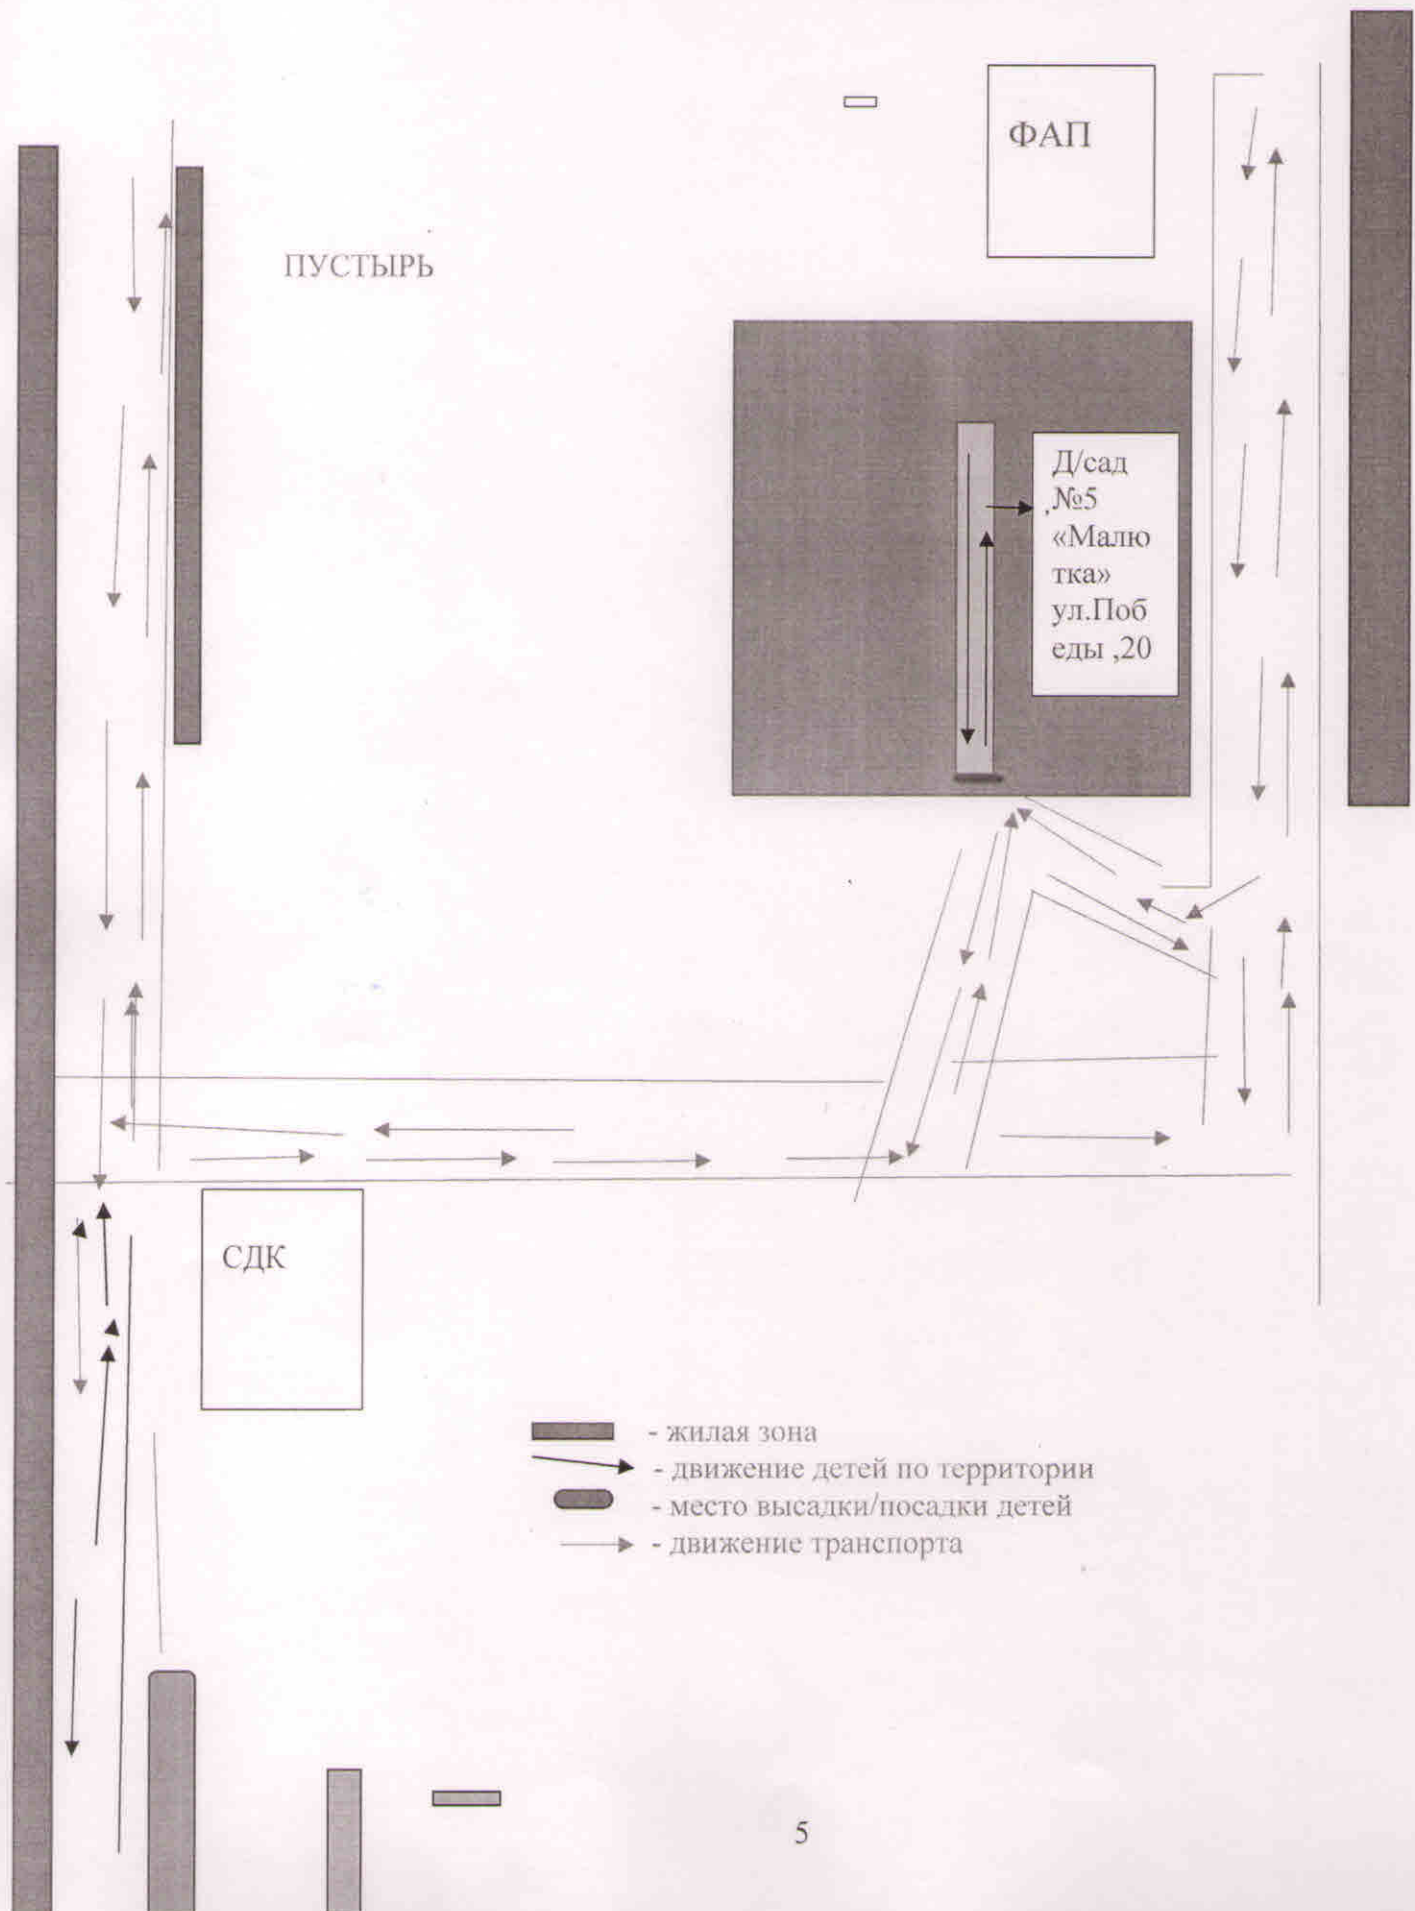 ФАП
ПУСТЫРЬ
Д/сад
,№5
«Малю
тка»
ул.Поб
еды ,20
СДК
- жилая зона
- движение детей по территории
- место высадки/посадки детей
- движение транспорта
5